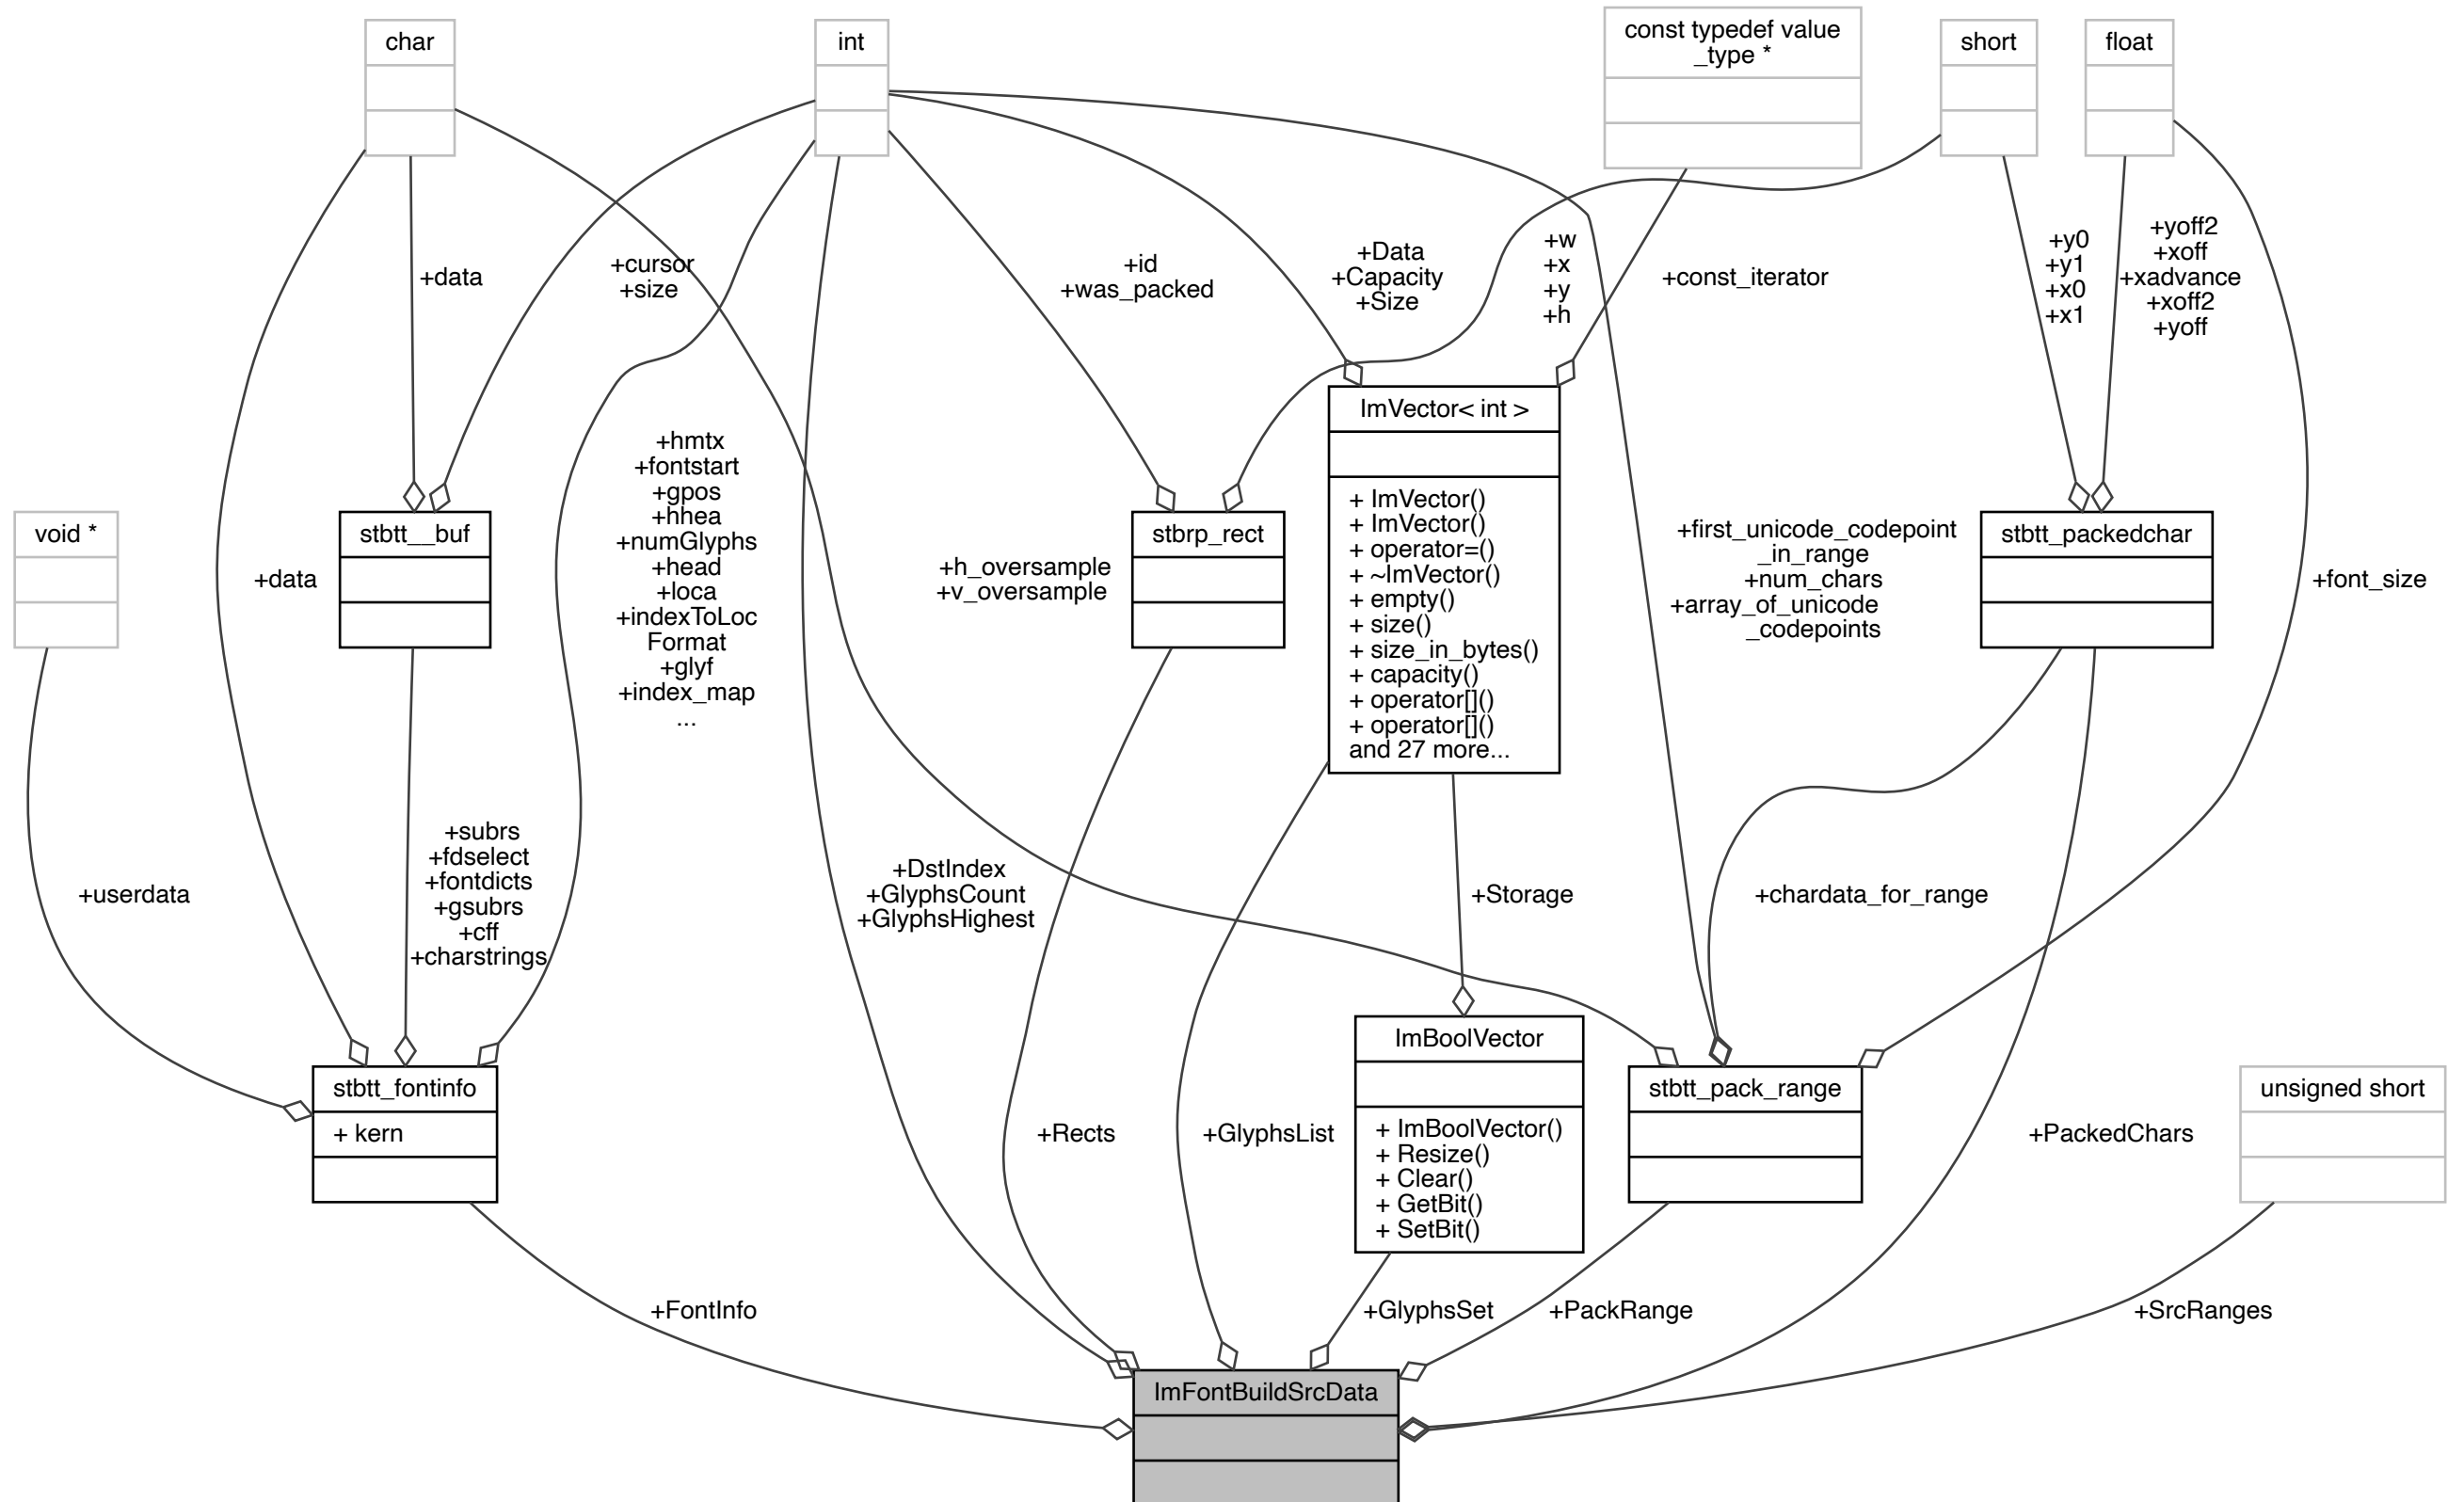 char
int
const typedef value
_type *
short
float
+data
+cursor
+size
+id
+was_packed
+Data
+Capacity
+Size
+w
+x
+y
+h
+const_iterator
+y0
+y1
+x0
+x1
+yoff2
+xoff
+xadvance
+xoff2
+yoff
void *
+data
stbtt__buf
+hmtx
+fontstart
+gpos
+hhea
+numGlyphs
+head
+loca
+indexToLoc
Format
+glyf
+index_map
...
+h_oversample
+v_oversample
stbrp_rect
ImVector< int >
+ ImVector()
+ ImVector()
+ operator=()
+ ~ImVector()
+ empty()
+ size()
+ size_in_bytes()
+ capacity()
+ operator[]()
+ operator[]()
and 27 more...
+first_unicode_codepoint
_in_range
+num_chars
+array_of_unicode
_codepoints
stbtt_packedchar
+font_size
+userdata
+subrs
+fdselect
+fontdicts
+gsubrs
+cff
+charstrings
+DstIndex
+GlyphsCount
+GlyphsHighest
+Storage
+chardata_for_range
stbtt_fontinfo
+ kern
+Rects
+GlyphsList
ImBoolVector
+ ImBoolVector()
+ Resize()
+ Clear()
+ GetBit()
+ SetBit()
stbtt_pack_range
+PackedChars
unsigned short
+FontInfo
+GlyphsSet
+PackRange
+SrcRanges
ImFontBuildSrcData